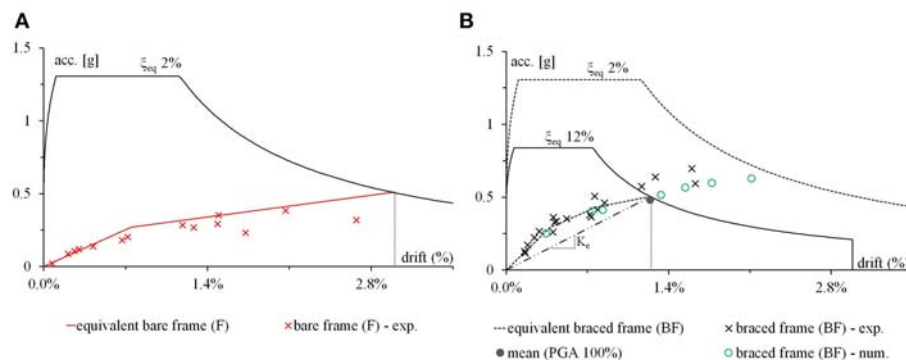 A
1.5
acc. [g]
ξeq 2%
1
0.5
0
drift (%)
0.0%
1.4%
2.8%
equivalent bare frame (F)
bare frame (F) - exp.
B
1.5
acc. [g]
ξeq 2%
1
ξeq 12%
0.5
Ke
0
drift (%)
0.0%
1.4%
2.8%
equivalent braced frame (BF)
braced frame (BF) - exp.
mean (PGA 100%)
braced frame (BF) - num.